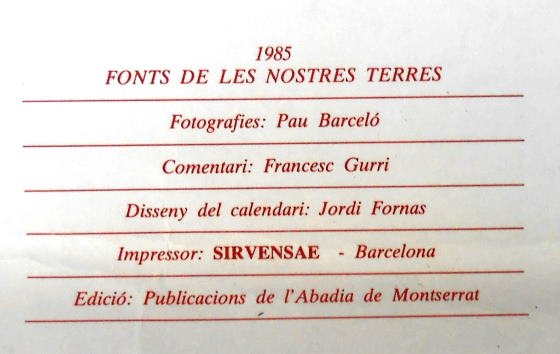 1985
FONTS DE LES NOSTRES TERRES
Fotografies: Pau Barceló
Comentari: Francesc Gurri
Disseny del calendari: Jordi Fornas
Impressor: SIRVENSAE - Barcelona
Edició: Publicacions de l'Abadia de Montserrat